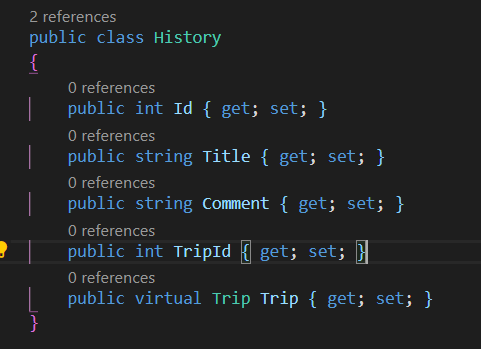 2 references
public class History
{
0 references
public int Id { get; set; }
0 references
public string Title { get; set; }
0 references
public string Comment { get; set; }
0 references
public int TripId { get; set; }
0 references
public virtual Trip Trip { get; set; }
}